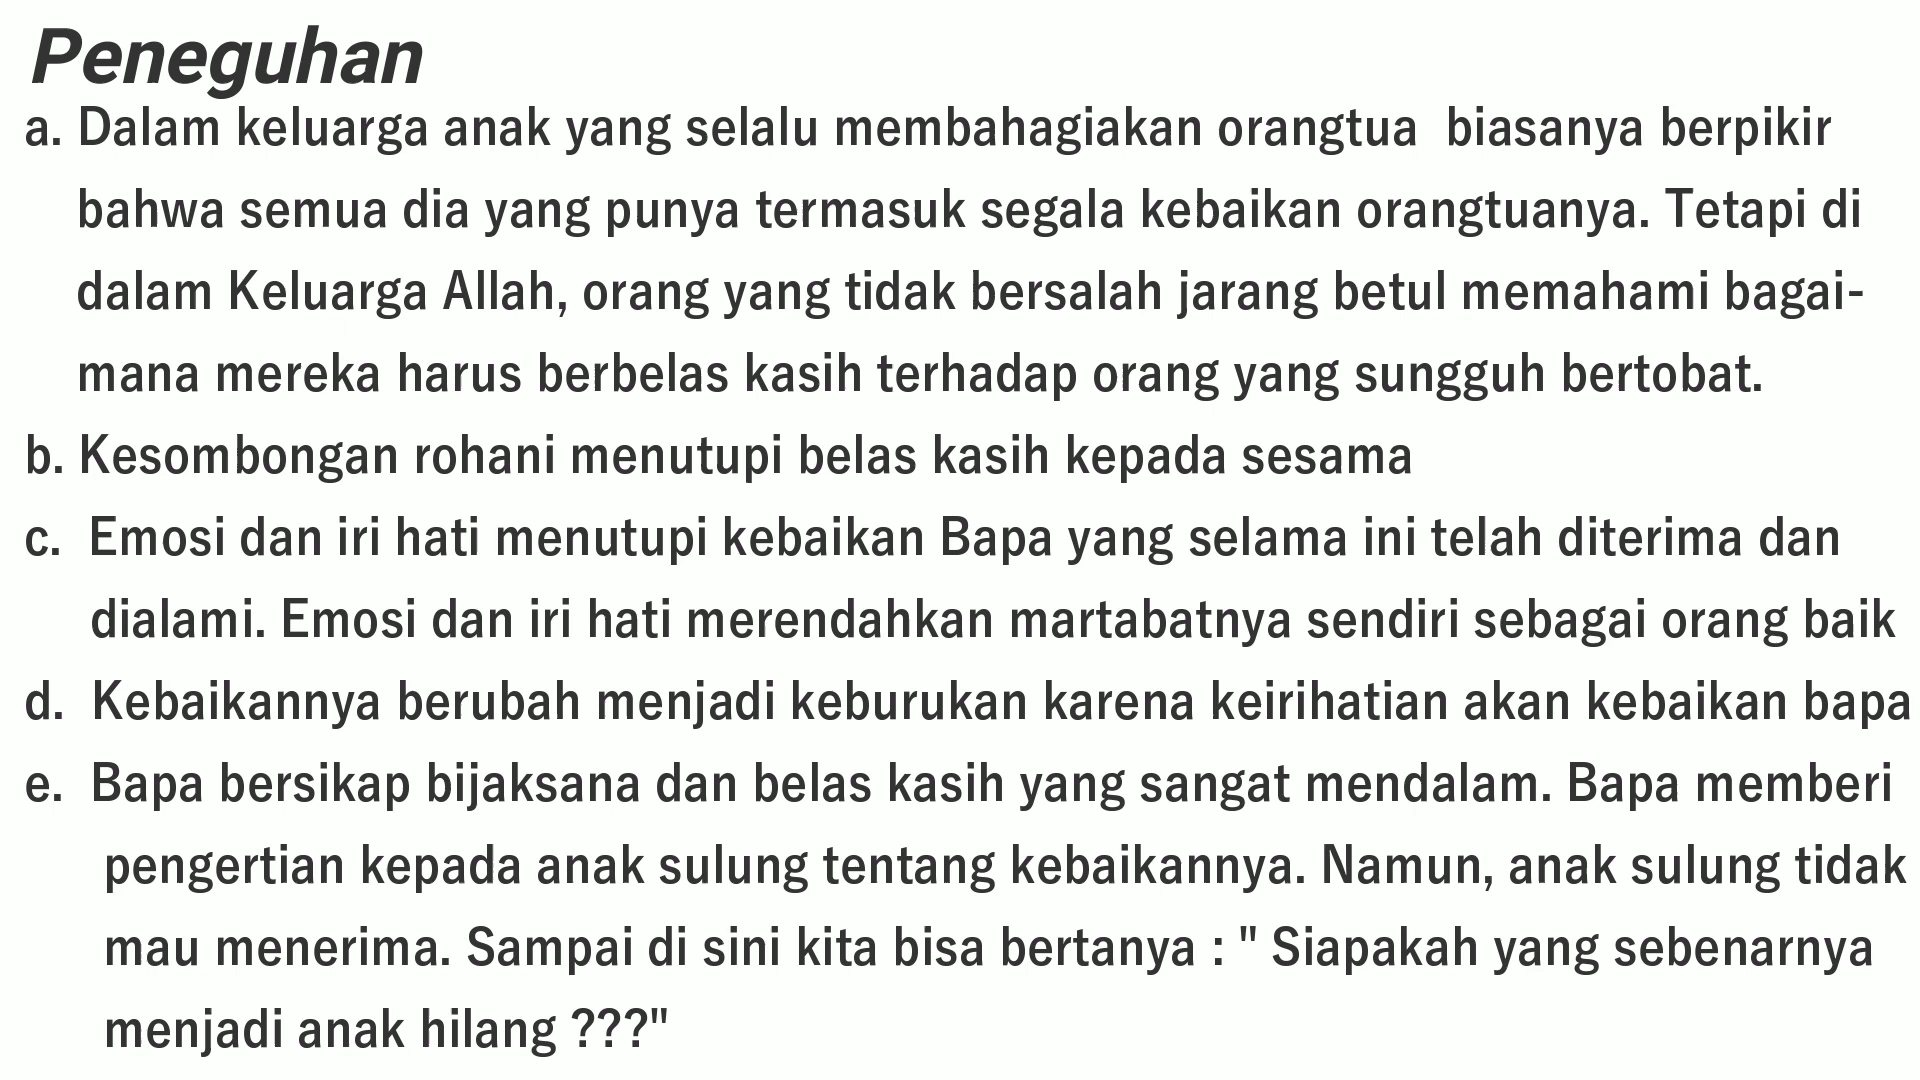 Peneguhan
a. Dalam keluarga anak yang selalu membahagiakan orangtua biasanya berpikir
bahwa semua dia yang punya termasuk segala kebaikan orangtuanya. Tetapi di
dalam Keluarga Allah, orang yang tidak bersalah jarang betul memahami bagai-
mana mereka harus berbelas kasih terhadap orang yang sungguh bertobat.
b. Kesombongan rohani menutupi belas kasih kepada sesama
c. Emosi dan iri hati menutupi kebaikan Bapa yang selama ini telah diterima dan
dialami. Emosi dan iri hati merendahkan martabatnya sendiri sebagai orang baik
d. Kebaikannya berubah menjadi keburukan karena keirihatian akan kebaikan bapa
e. Bapa bersikap bijaksana dan belas kasih yang sangat mendalam. Bapa memberi
pengertian kepada anak sulung tentang kebaikannya. Namun, anak sulung tidak
mau menerima. Sampai di sini kita bisa bertanya : " Siapakah yang sebenarnya
menjadi anak hilang ???"